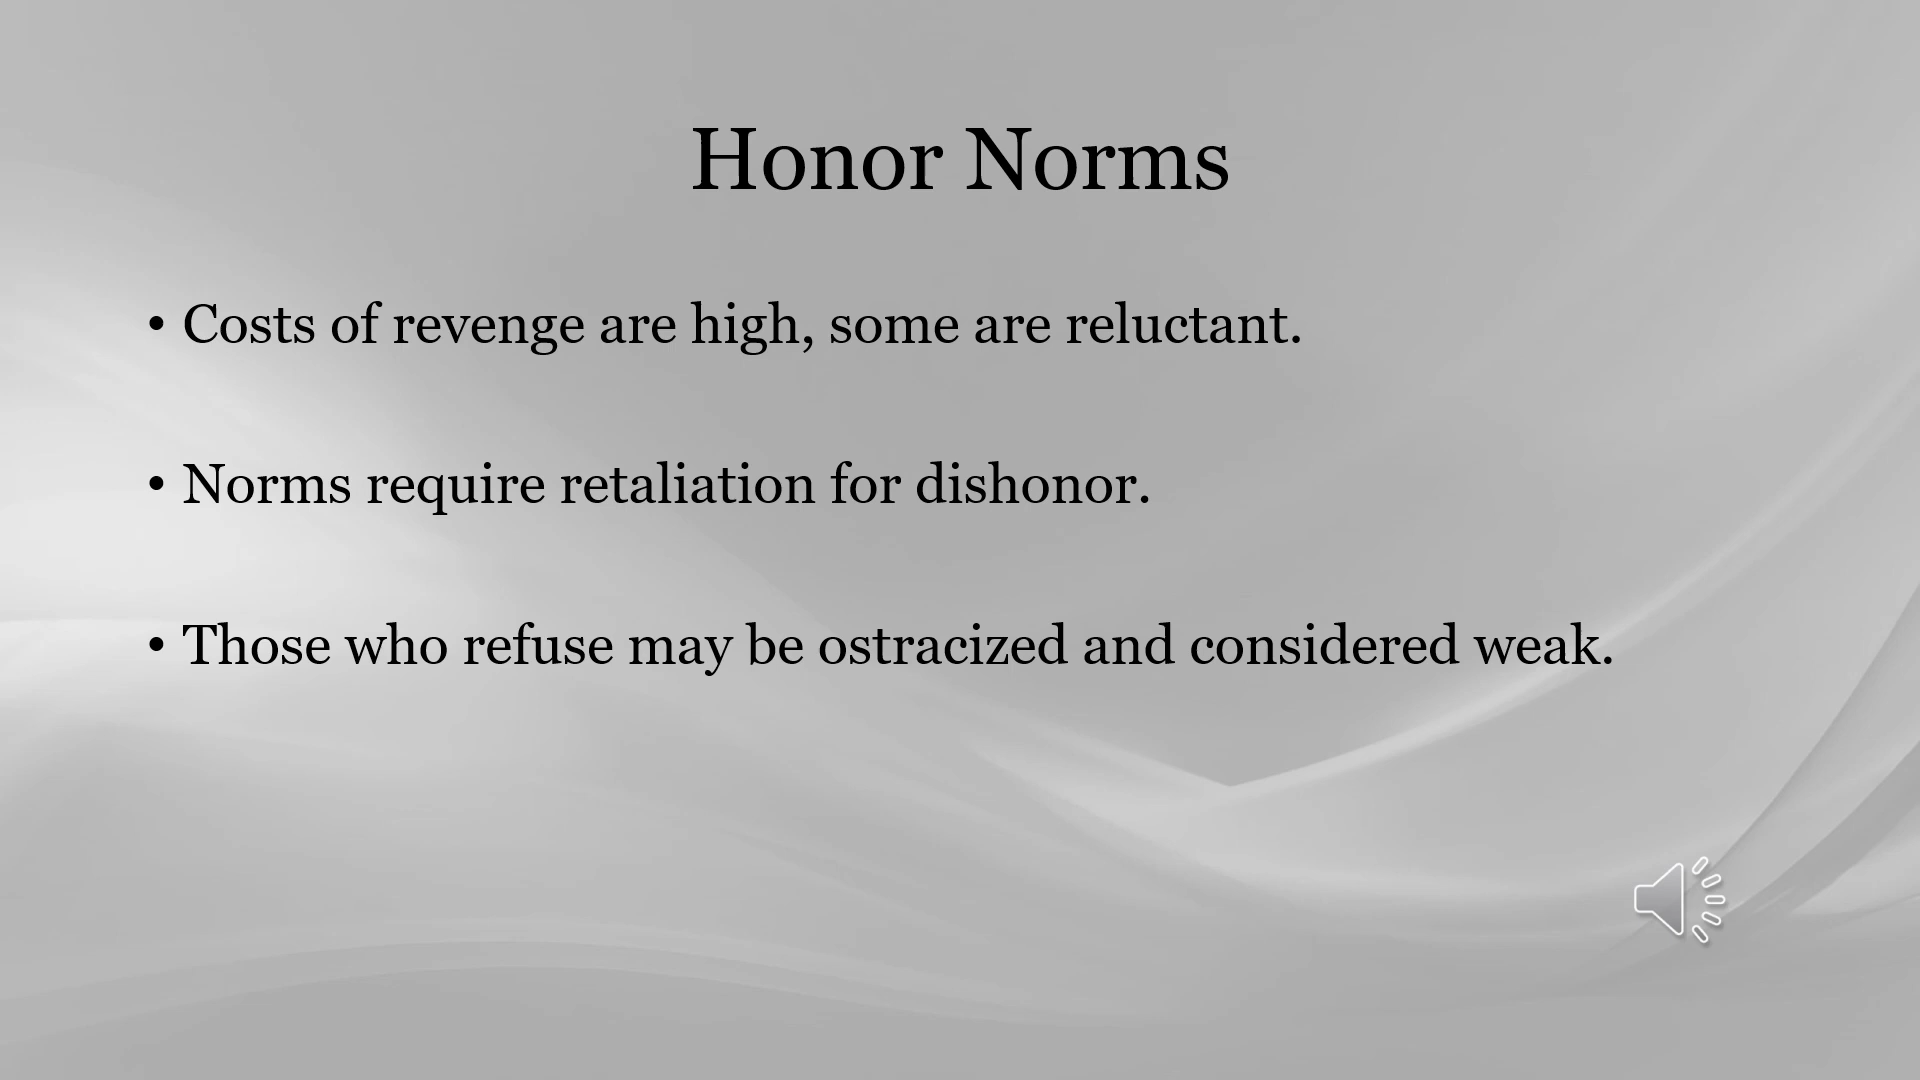 Honor Norms
• Costs of revenge are high, some are reluctant.
• Norms require retaliation for dishonor.
• Those who refuse may be ostracized and considered weak.